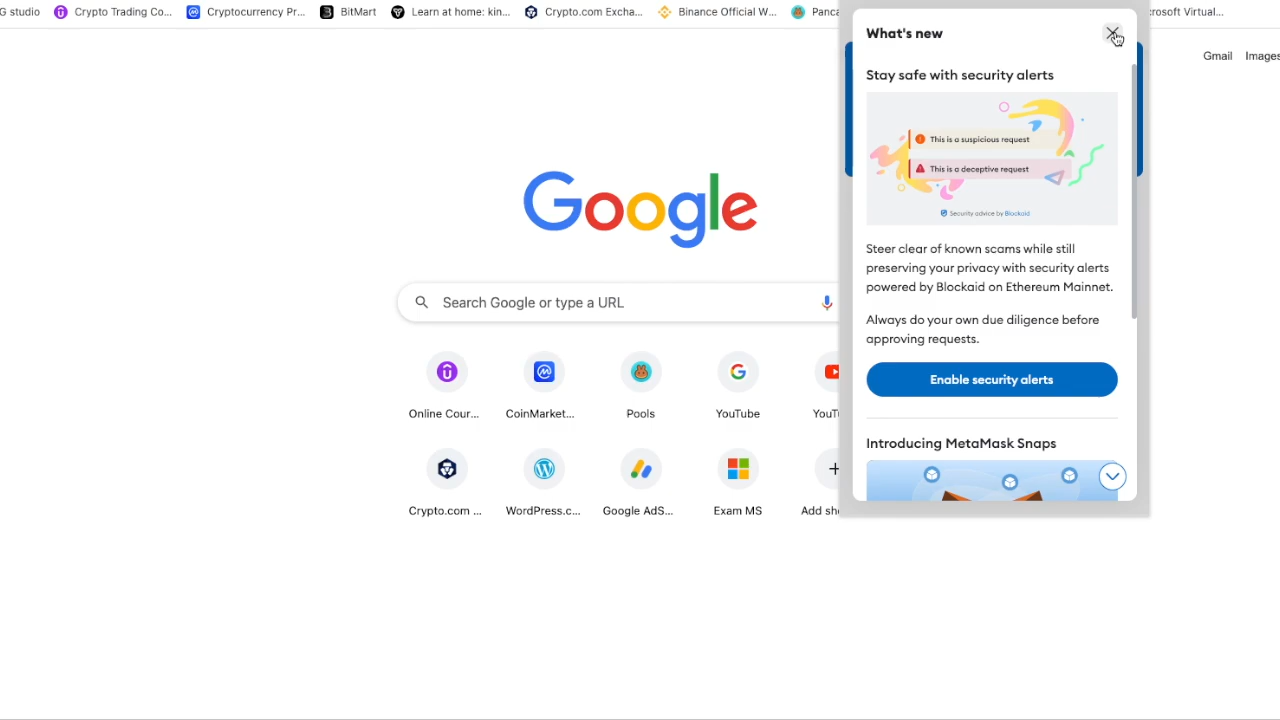 G studio
Crypto Trading Co...
Cryptocurrency Pr...
BitMart
Learn at home: kin...
Crypto.com Excha...
Binance Official W...
Panca
crosoft Virtual...
Gmail
Images
Google
Search Google or type a URL
Online Cour...
CoinMarket...
Pools
YouTube
YouTu
Crypto.com ...
WordPress.c...
Google AdS...
Exam MS
Add sho
What's new
Stay safe with security alerts
This is a suspicious request
This is a deceptive request
Security advice by Blockaid
Steer clear of known scams while still
preserving your privacy with security alerts
powered by Blockaid on Ethereum Mainnet.
Always do your own due diligence before
approving requests.
Enable security alerts
Introducing MetaMask Snaps